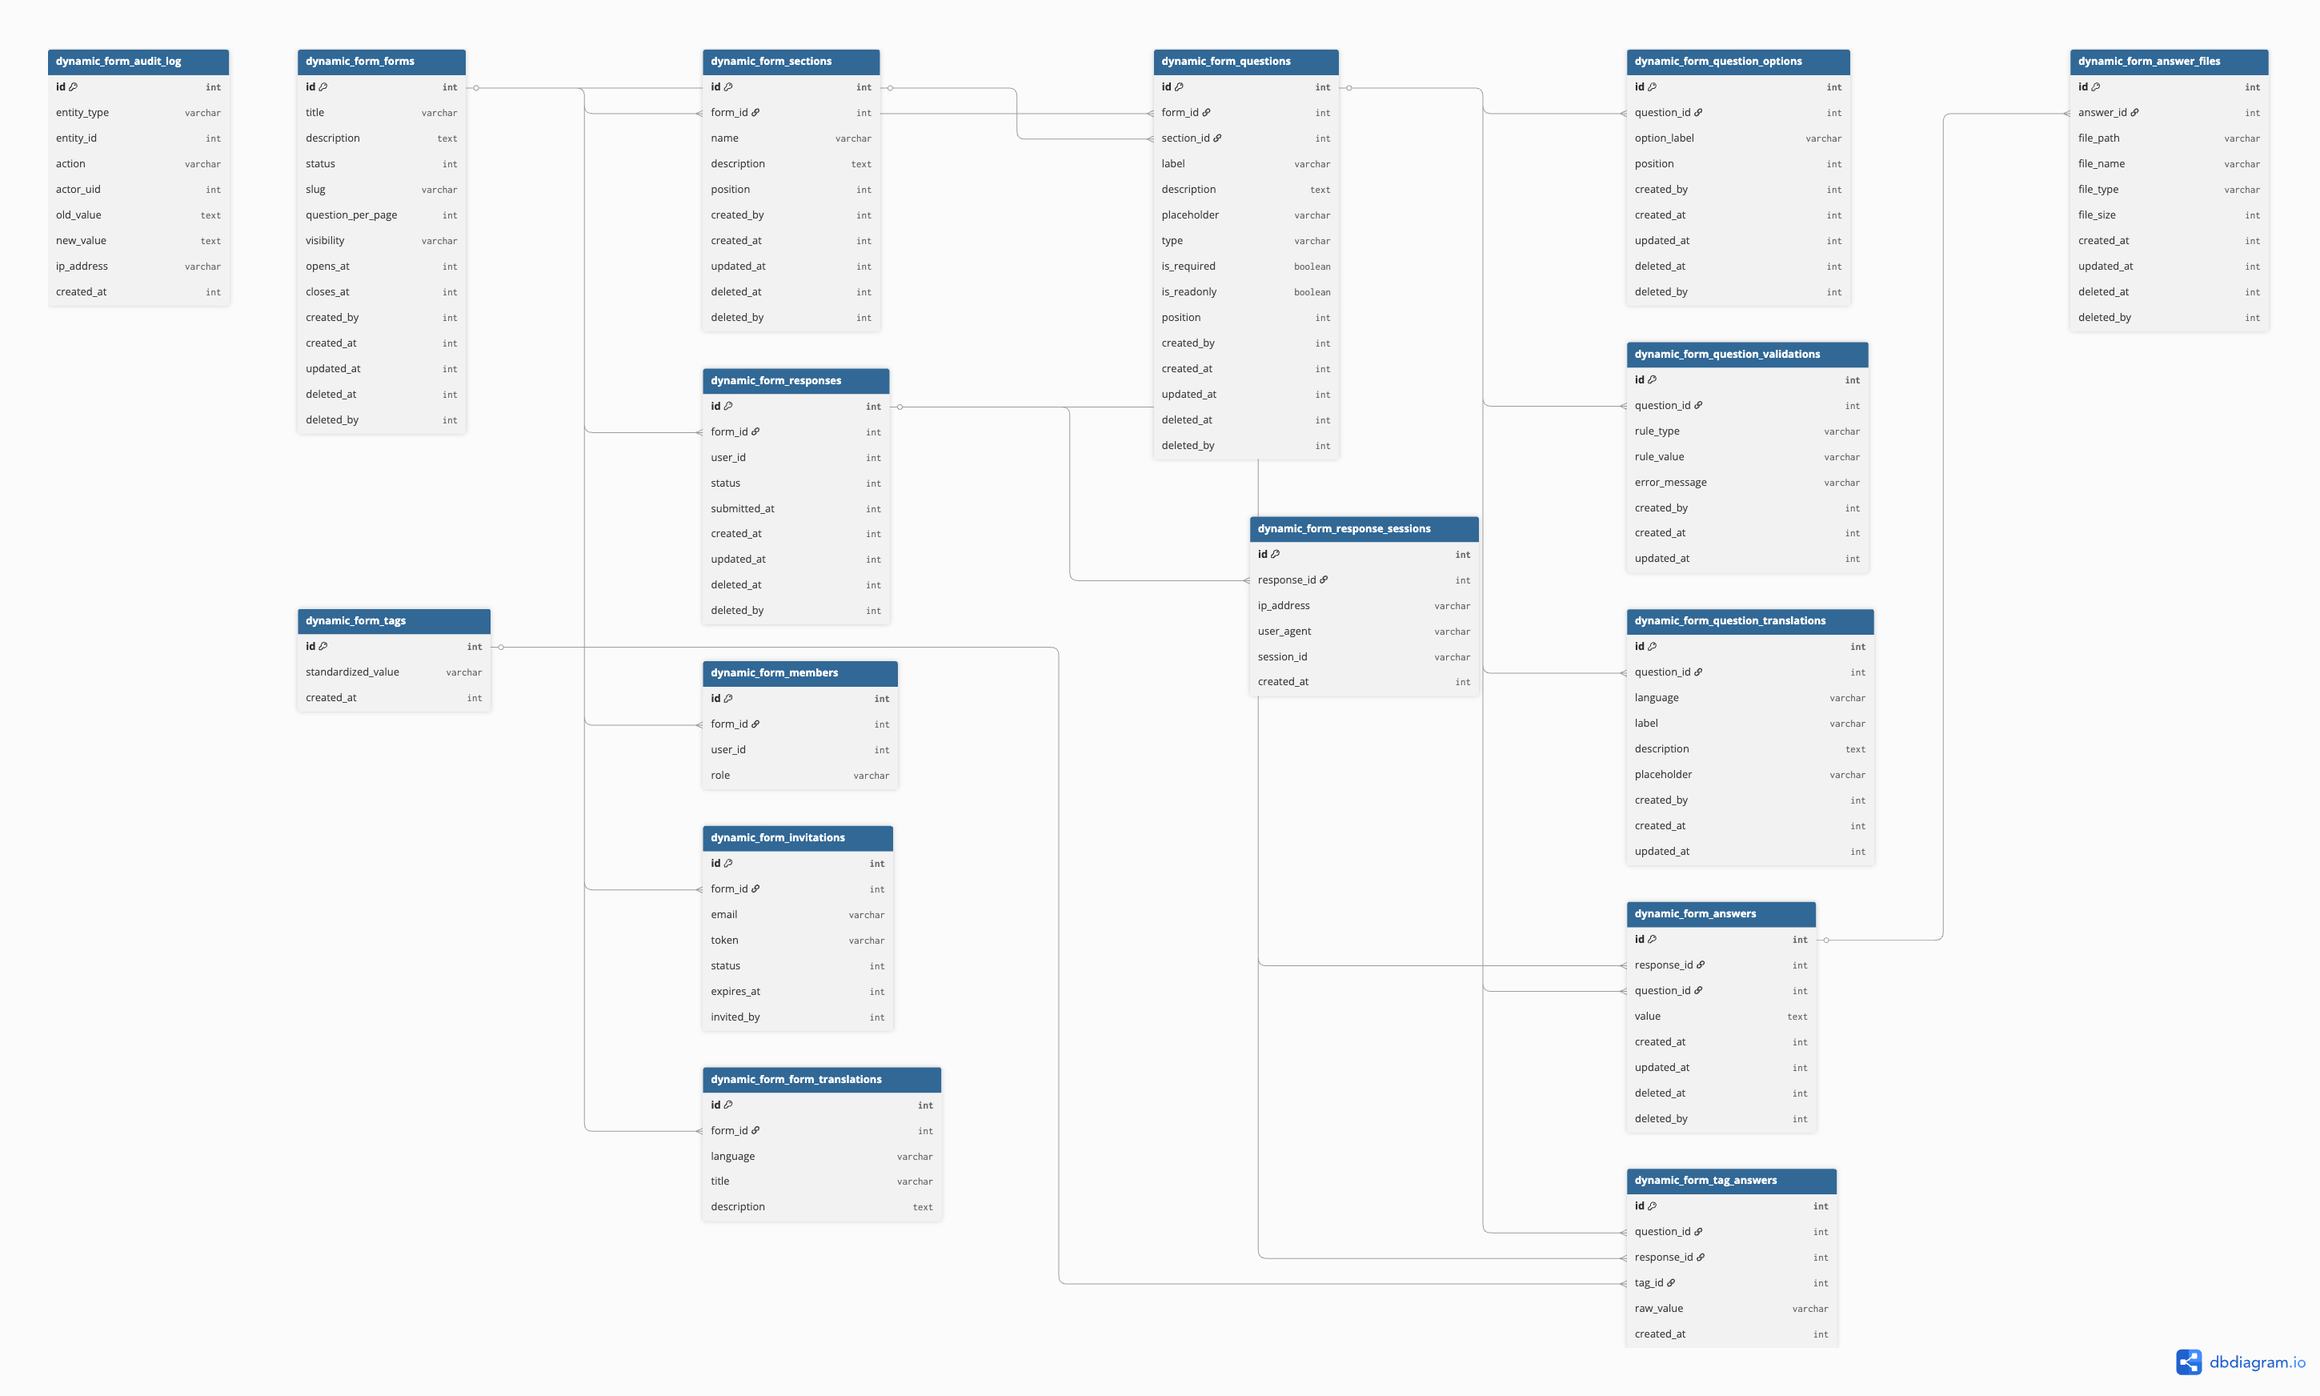 dynamic_form_audit_log
id int
entity_type varchar
entity_id int
action varchar
actor_uid int
old_value text
new_value text
ip_address varchar
created_at int
dynamic_form_forms
id int
title varchar
description text
status int
slug varchar
question_per_page int
visibility varchar
opens_at int
closes_at int
created_by int
created_at int
updated_at int
deleted_at int
deleted_by int
dynamic_form_tags
id int
standardized_value varchar
created_at int
dynamic_form_sections
id int
form_id int
name varchar
description text
position int
created_by int
created_at int
updated_at int
deleted_at int
deleted_by int
dynamic_form_responses
id int
form_id int
user_id int
status int
submitted_at int
created_at int
updated_at int
deleted_at int
deleted_by int
dynamic_form_members
id int
form_id int
user_id int
role varchar
dynamic_form_invitations
id int
form_id int
email varchar
token varchar
status int
expires_at int
invited_by int
dynamic_form_form_translations
id int
form_id int
language varchar
title varchar
description text
dynamic_form_questions
id int
form_id int
section_id int
label varchar
description text
placeholder varchar
type varchar
is_required boolean
is_readonly boolean
position int
created_by int
created_at int
updated_at int
deleted_at int
deleted_by int
dynamic_form_response_sessions
id int
response_id int
ip_address varchar
user_agent varchar
session_id varchar
created_at int
dynamic_form_question_options
id int
question_id int
option_label varchar
position int
created_by int
created_at int
updated_at int
deleted_at int
deleted_by int
dynamic_form_question_validations
id int
question_id int
rule_type varchar
rule_value varchar
error_message varchar
created_by int
created_at int
updated_at int
dynamic_form_question_translations
id int
question_id int
language varchar
label varchar
description text
placeholder varchar
created_by int
created_at int
updated_at int
dynamic_form_answers
id int
response_id int
question_id int
value text
created_at int
updated_at int
deleted_at int
deleted_by int
dynamic_form_tag_answers
id int
question_id int
response_id int
tag_id int
raw_value varchar
created_at int
dynamic_form_answer_files
id int
answer_id int
file_path varchar
file_name varchar
file_type varchar
file_size int
created_at int
updated_at int
deleted_at int
deleted_by int
dbdiagram.io